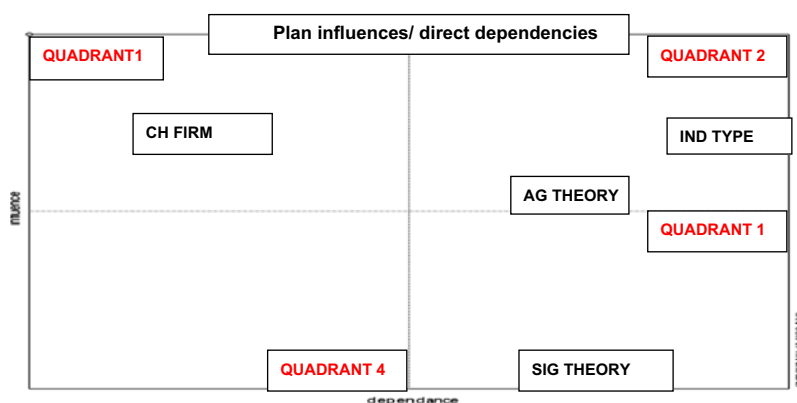 Plan influences/ direct dependencies
QUADRANT1
QUADRANT 2
CH FIRM
IND TYPE
AG THEORY
influence
QUADRANT 1
QUADRANT 4
SIG THEORY
dependance